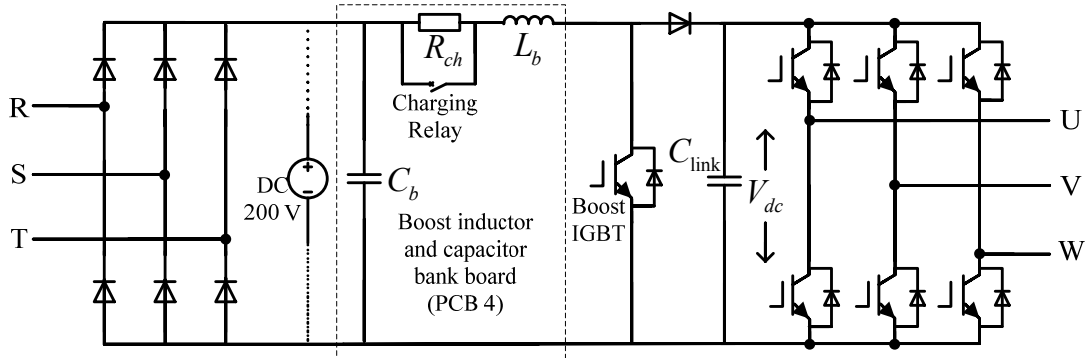 R
S
T
DC
200 V
+
−
C_b
R_ch
L_b
Charging
Relay
Boost inductor
and capacitor
bank board
(PCB 4)
Boost
IGBT
C_link
V_dc
U
V
W